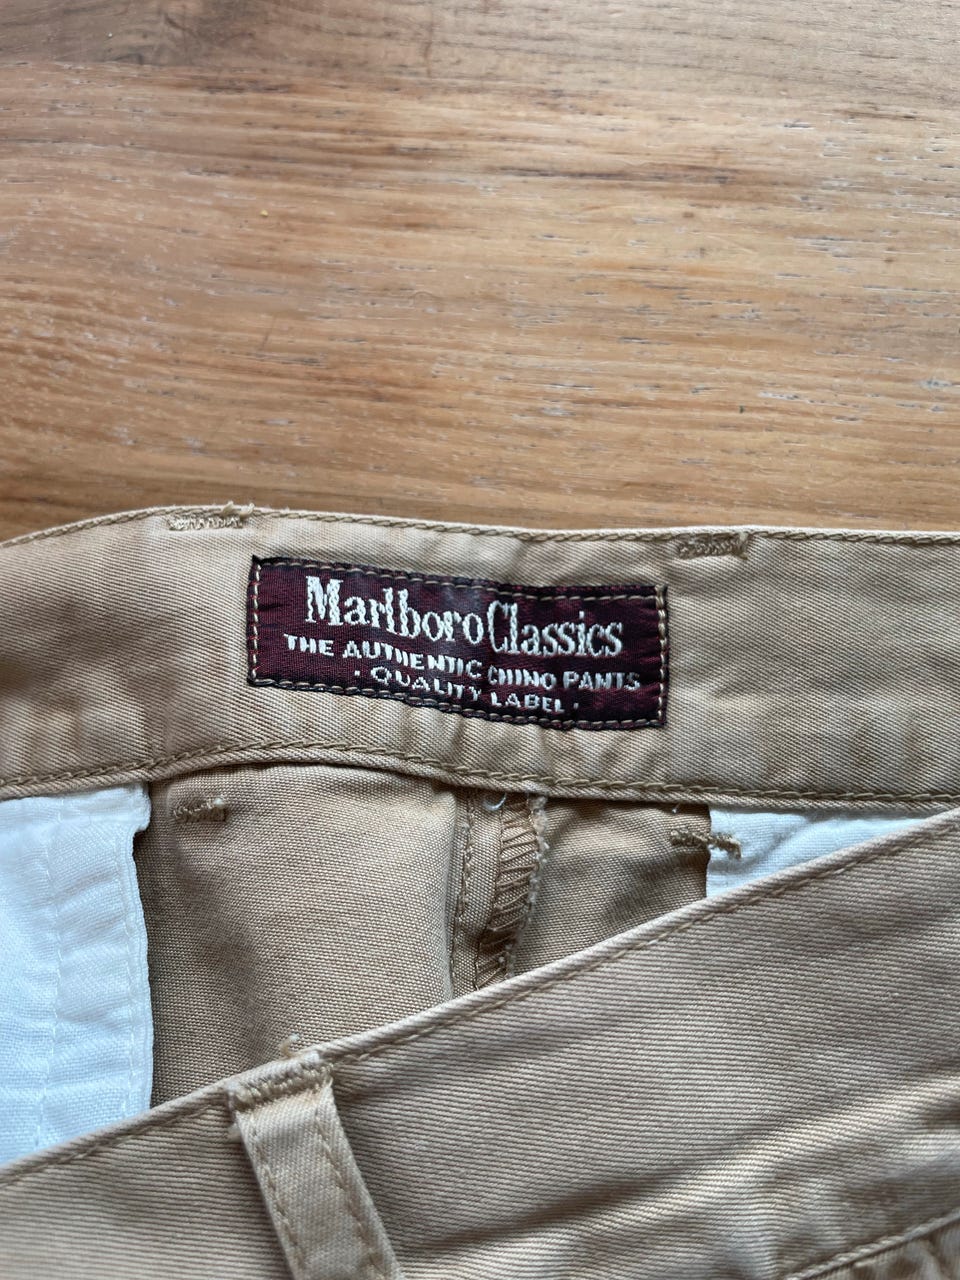 Marlboro Classics
THE AUTHENTIC CHINO PANTS
· QUALITY LABEL ·